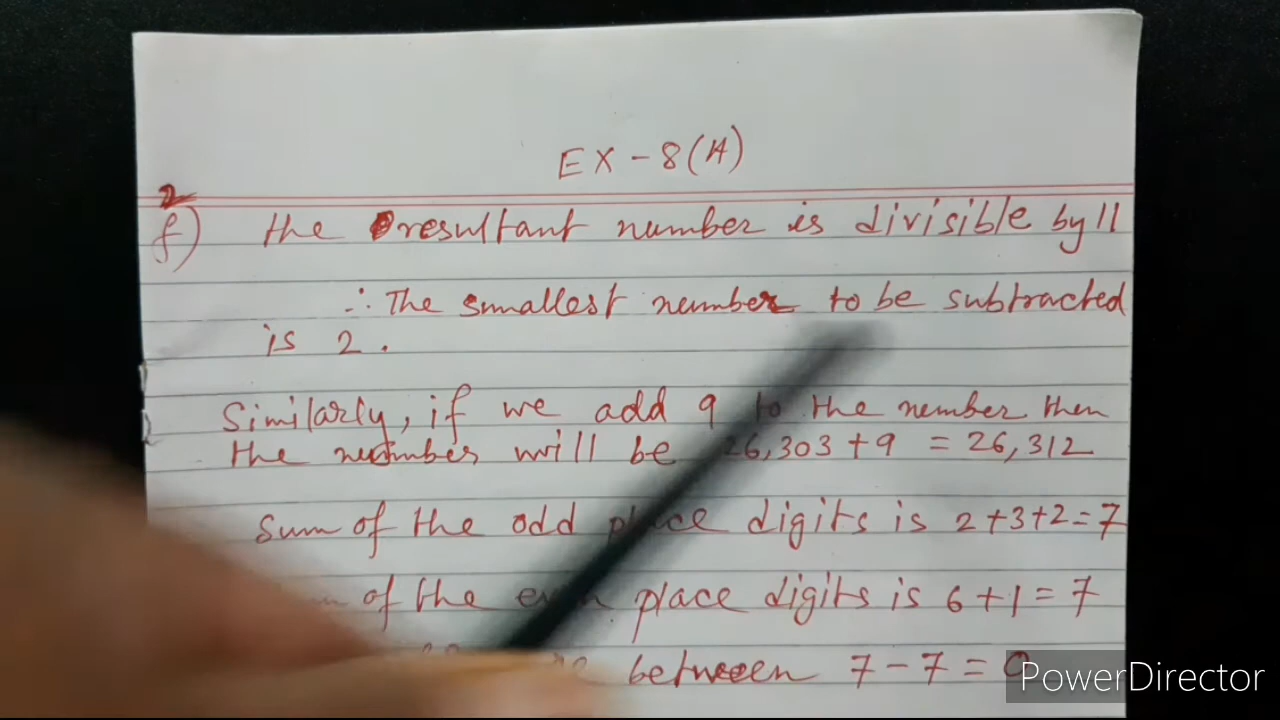 EX - 8(A)
2
f) the resultant number is divisible by 11
∴ The smallest number to be subtracted
is 2.
Similarly, if we add 9 to the number then
the number will be 26,303 + 9 = 26,312
Sum of the odd place digits is 2+3+2=7
of the even place digits is 6+1=7
between 7-7=0
PowerDirector